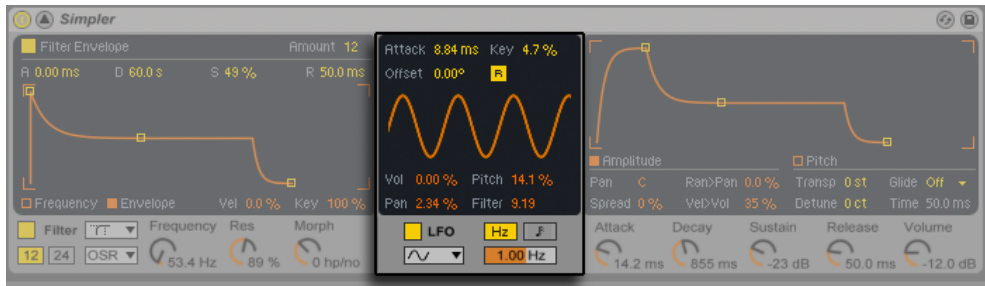 Simpler
Filter Envelope Amount 12
A 0.00 ms D 60.0 s S 49 % R 50.0 ms
Frequency Envelope Vel 0.0 % Key 100 %
Filter Frequency Res Morph
12 24 OSR 53.4 Hz 89 % 0 hp/no
Attack 8.84 ms Key 4.7 %
Offset 0.00° R
Vol 0.00 % Pitch 14.1 %
Pan 2.34 % Filter 9.19
LFO Hz
1.00 Hz
Amplitude Pitch
Pan C Ran>Pan 0.0 % Transp 0 st Glide Off
Spread 0 % Vel>Vol 35 % Detune 0 ct Time 50.0 ms
Attack Decay Sustain Release Volume
14.2 ms 855 ms -23 dB 50.0 ms -12.0 dB